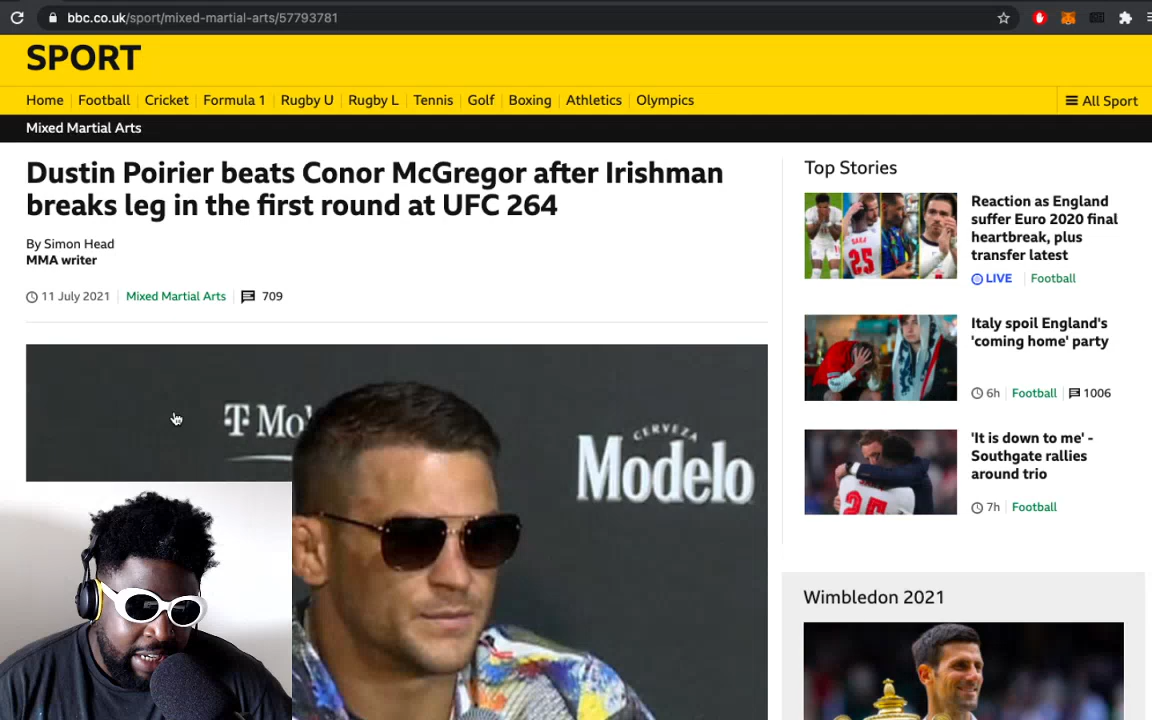 bbc.co.uk/sport/mixed-martial-arts/57793781
SPORT
Home Football Cricket Formula 1 Rugby U Rugby L Tennis Golf Boxing Athletics Olympics All Sport
Mixed Martial Arts
Dustin Poirier beats Conor McGregor after Irishman
breaks leg in the first round at UFC 264
By Simon Head
MMA writer
11 July 2021 Mixed Martial Arts 709
T Mo
CERVEZA
Modelo
Top Stories
Reaction as England
suffer Euro 2020 final
heartbreak, plus
transfer latest
LIVE Football
25
Italy spoil England's
'coming home' party
6h Football 1006
'It is down to me' -
Southgate rallies
around trio
7h Football
25
Wimbledon 2021